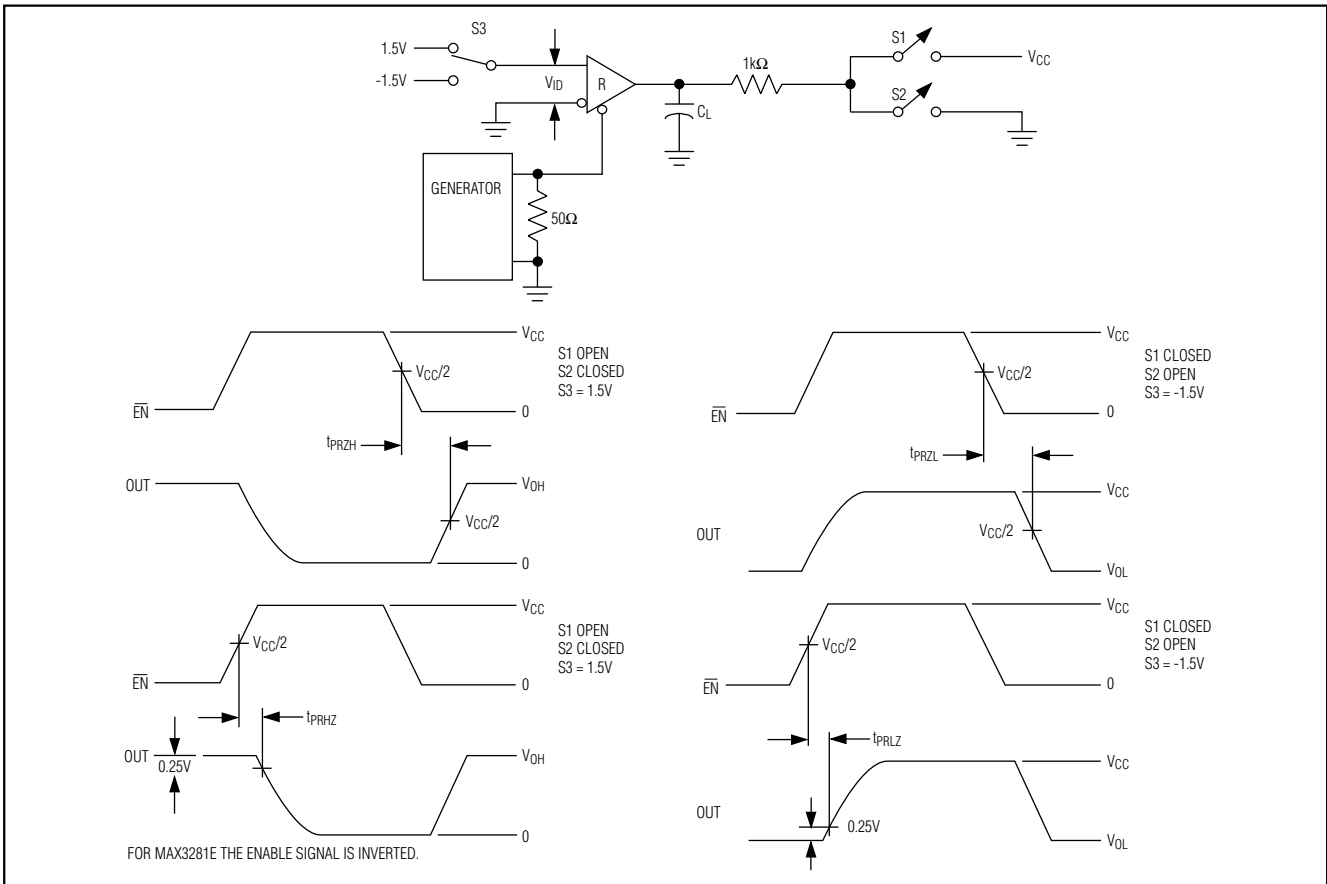 S3
1.5V
-1.5V
VID
R
CL
1kΩ
S1
VCC
S2
GENERATOR
50Ω
VCC
VCC/2
EN
0
S1 OPEN
S2 CLOSED
S3 = 1.5V
tPRZH
OUT
VOH
VCC/2
0
VCC
VCC/2
EN
0
S1 CLOSED
S2 OPEN
S3 = -1.5V
tPRZL
OUT
VCC
VCC/2
VOL
VCC
VCC/2
EN
0
S1 OPEN
S2 CLOSED
S3 = 1.5V
tPRHZ
OUT
0.25V
VOH
0
VCC
VCC/2
EN
0
S1 CLOSED
S2 OPEN
S3 = -1.5V
tPRLZ
OUT
VCC
0.25V
VOL
FOR MAX3281E THE ENABLE SIGNAL IS INVERTED.